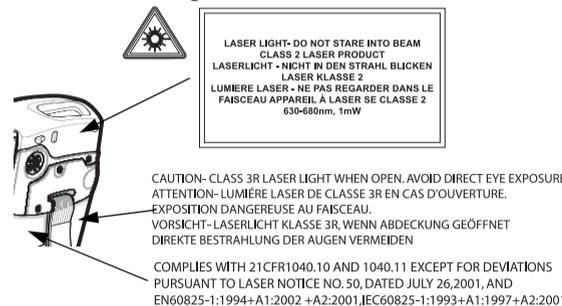 LASER LIGHT- DO NOT STARE INTO BEAM
CLASS 2 LASER PRODUCT
LASERLICHT - NICHT IN DEN STRAHL BLICKEN
LASER KLASSE 2
LUMIERE LASER - NE PAS REGARDER DANS LE
FAISCEAU APPAREIL À LASER SE CLASSE 2
630-680nm, 1mW
CAUTION- CLASS 3R LASER LIGHT WHEN OPEN. AVOID DIRECT EYE EXPOSURE
ATTENTION- LUMIÉRE LASER DE CLASSE 3R EN CAS D'OUVERTURE.
EXPOSITION DANGEREUSE AU FAISCEAU.
VORSICHT- LASERLICHT KLASSE 3R, WENN ABDECKUNG GEÖFFNET
DIREKTE BESTRAHLUNG DER AUGEN VERMEIDEN
COMPLIES WITH 21CFR1040.10 AND 1040.11 EXCEPT FOR DEVIATIONS
PURSUANT TO LASER NOTICE NO. 50, DATED JULY 26,2001, AND
EN60825-1:1994+A1:2002 +A2:2001,IEC60825-1:1993+A1:1997+A2:2001